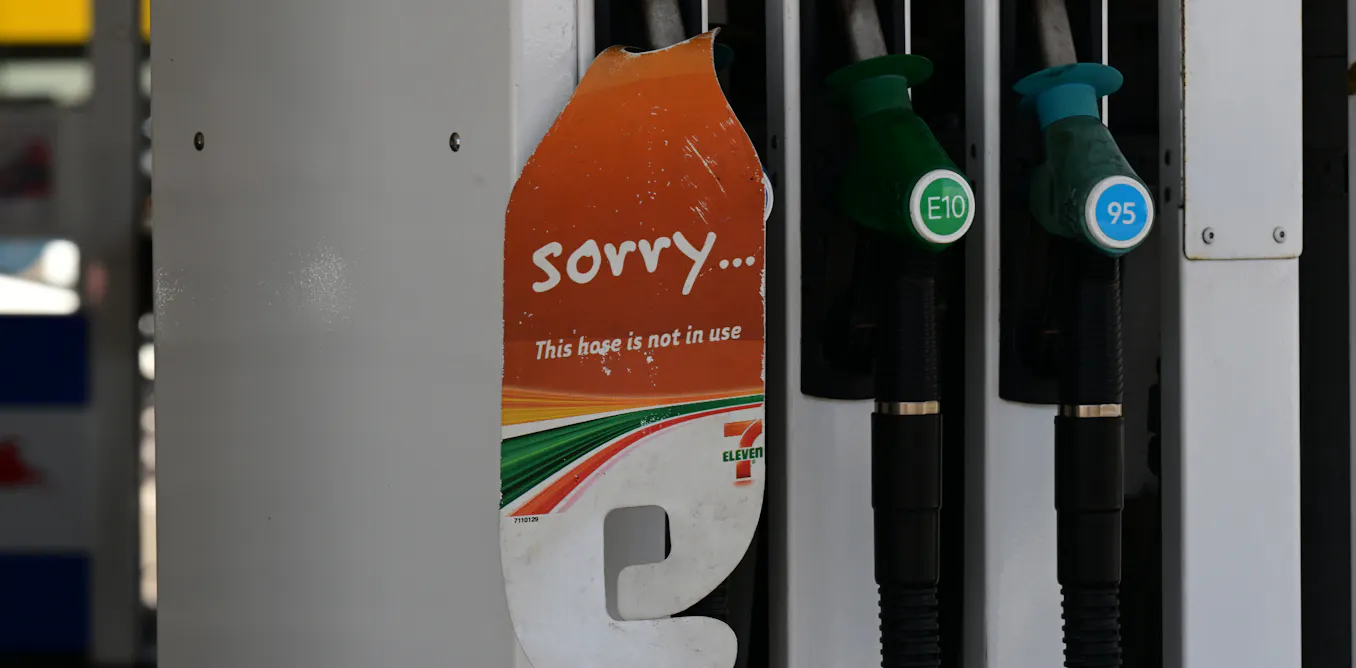 sorry...
This hose is not in use
7
ELEVEN
7110129
E10
95